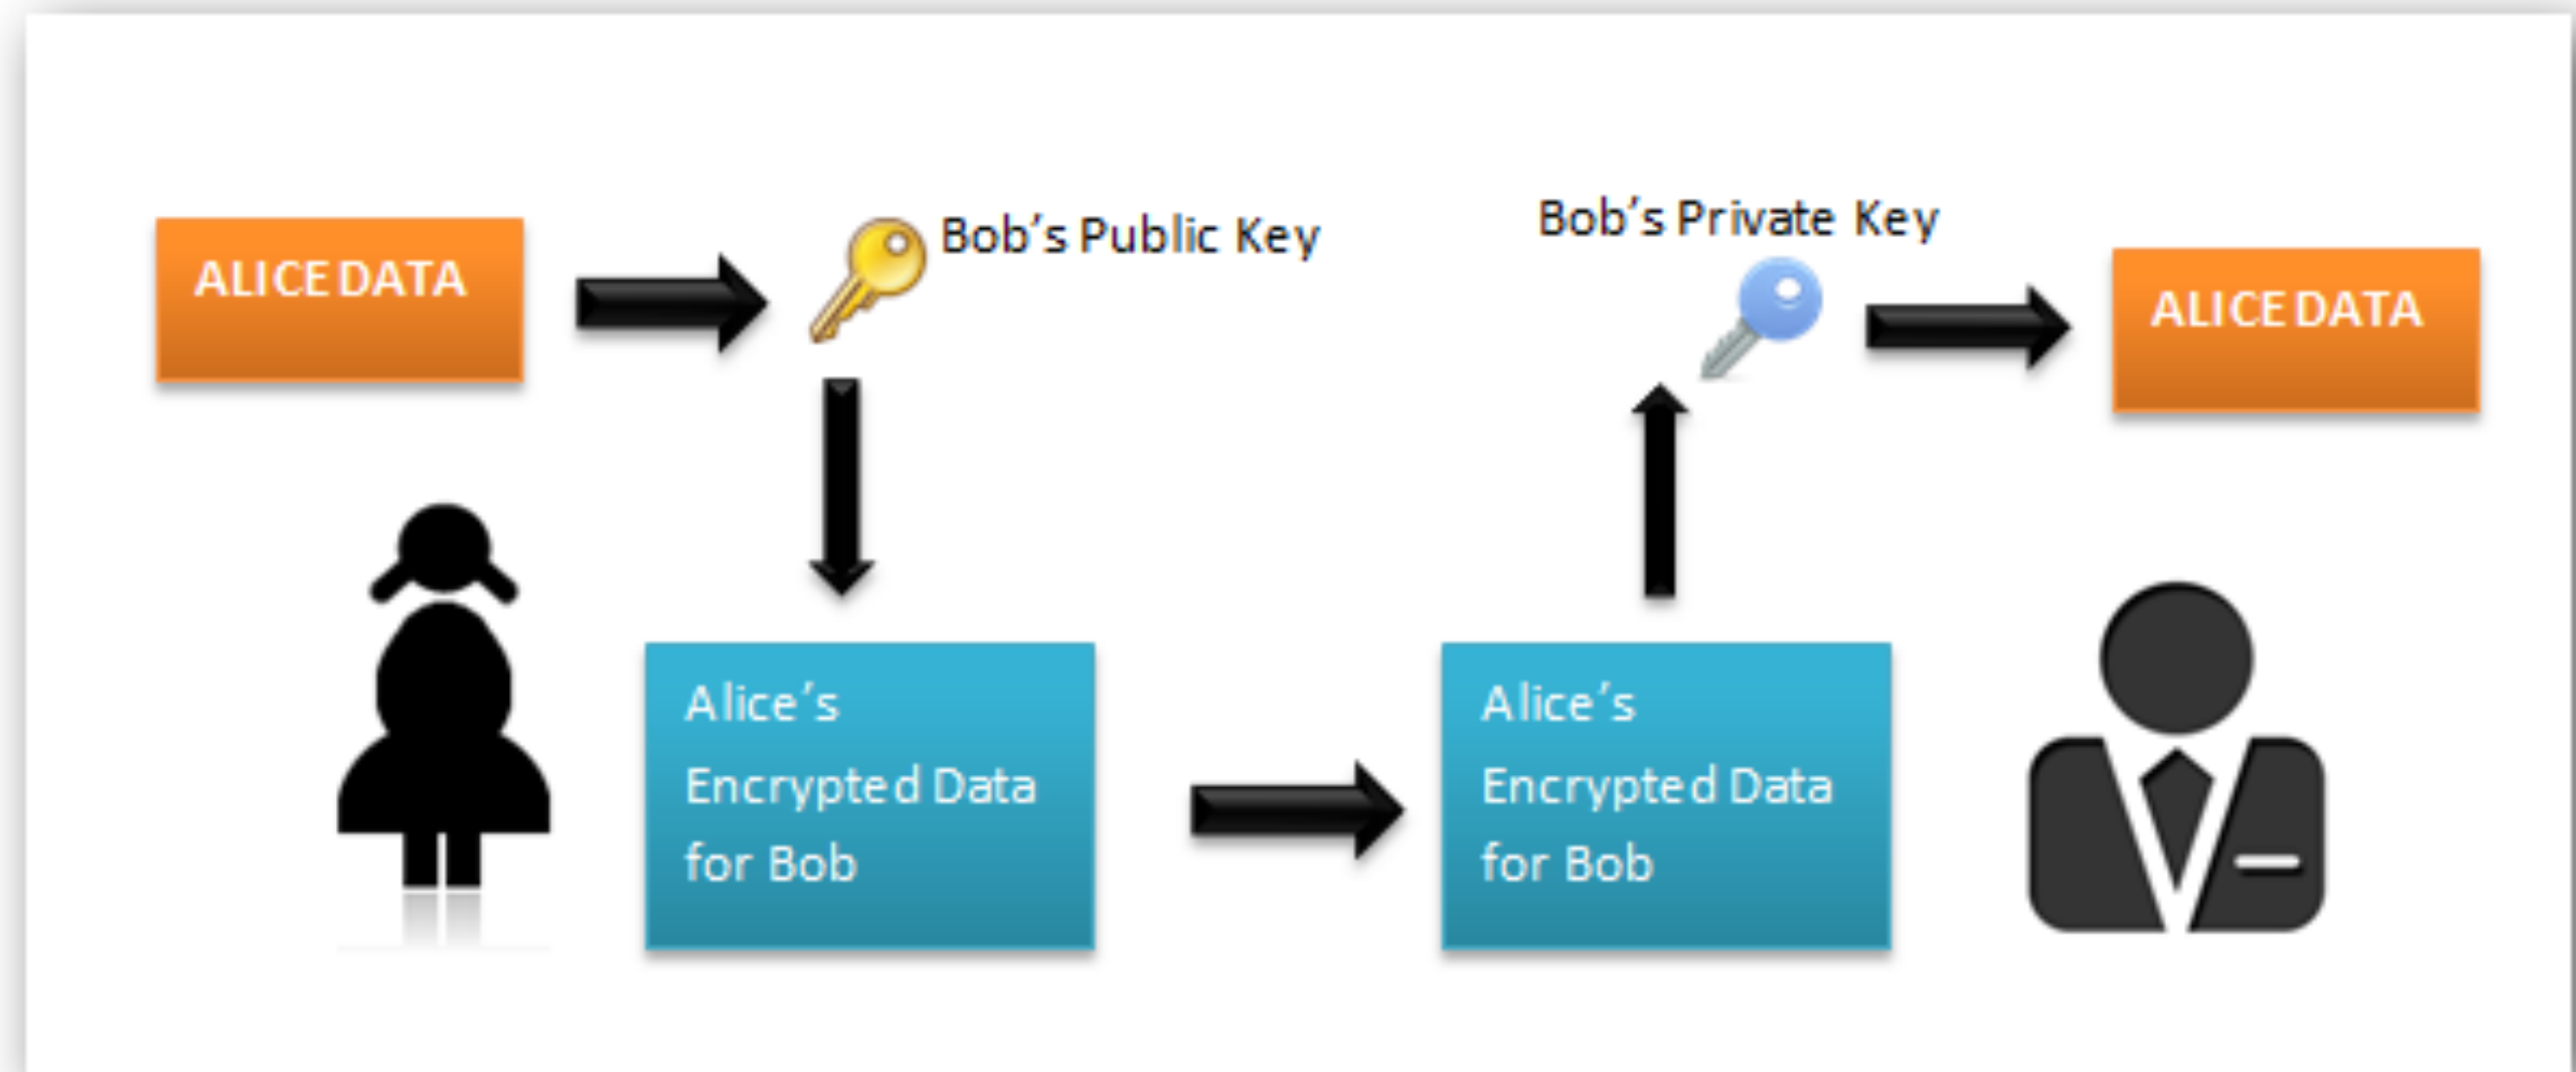 ALICE DATA
Bob’s Public Key
Bob’s Private Key
ALICE DATA
Alice’s
Encrypted Data
for Bob
Alice’s
Encrypted Data
for Bob